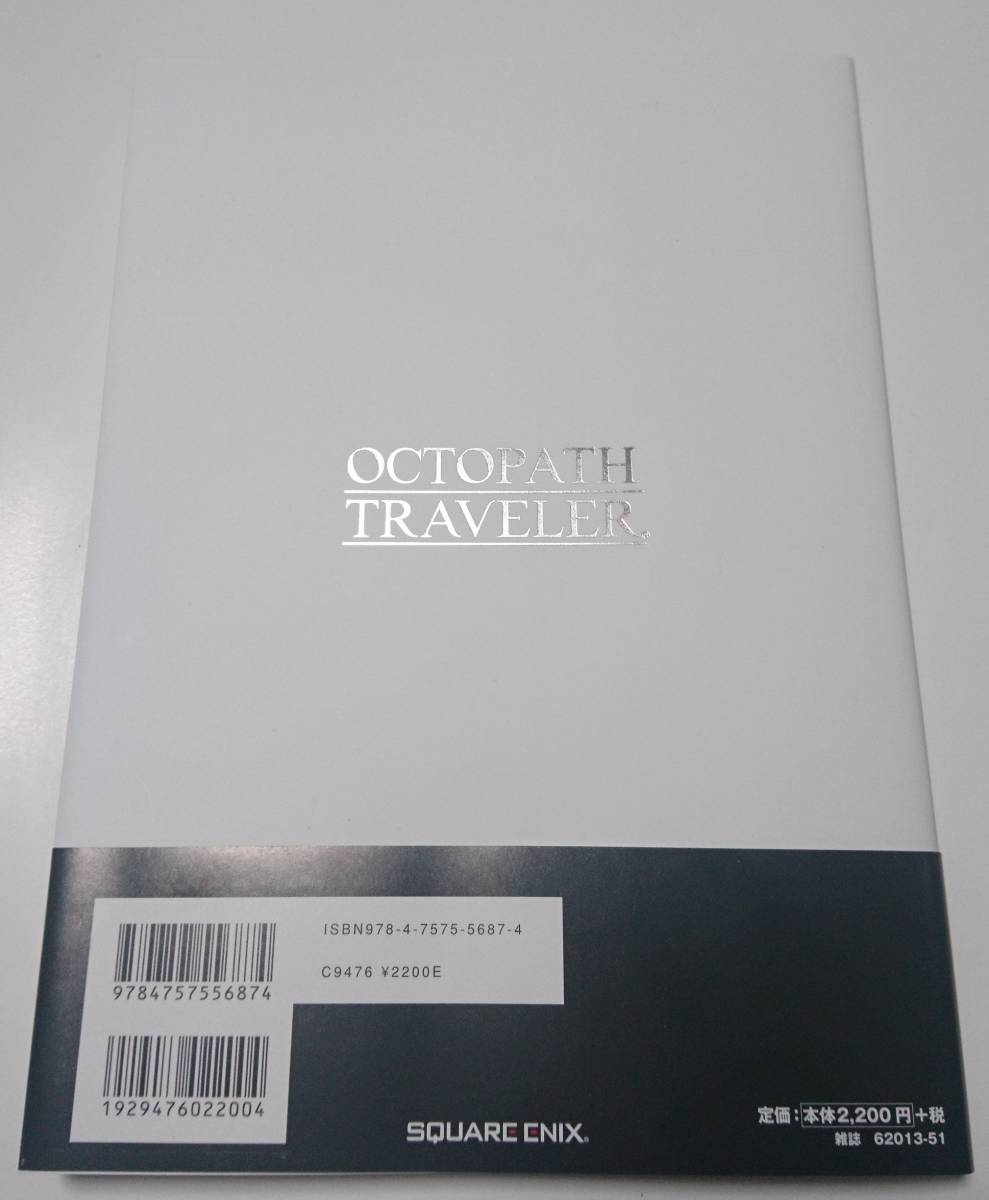 OCTOPATH
TRAVELER®
ISBN978-4-7575-5687-4
C9476 ¥2200E
9784757556874
1929476022004
SQUARE ENIX®
定価:本体2,200円+税
雑誌 62013-51